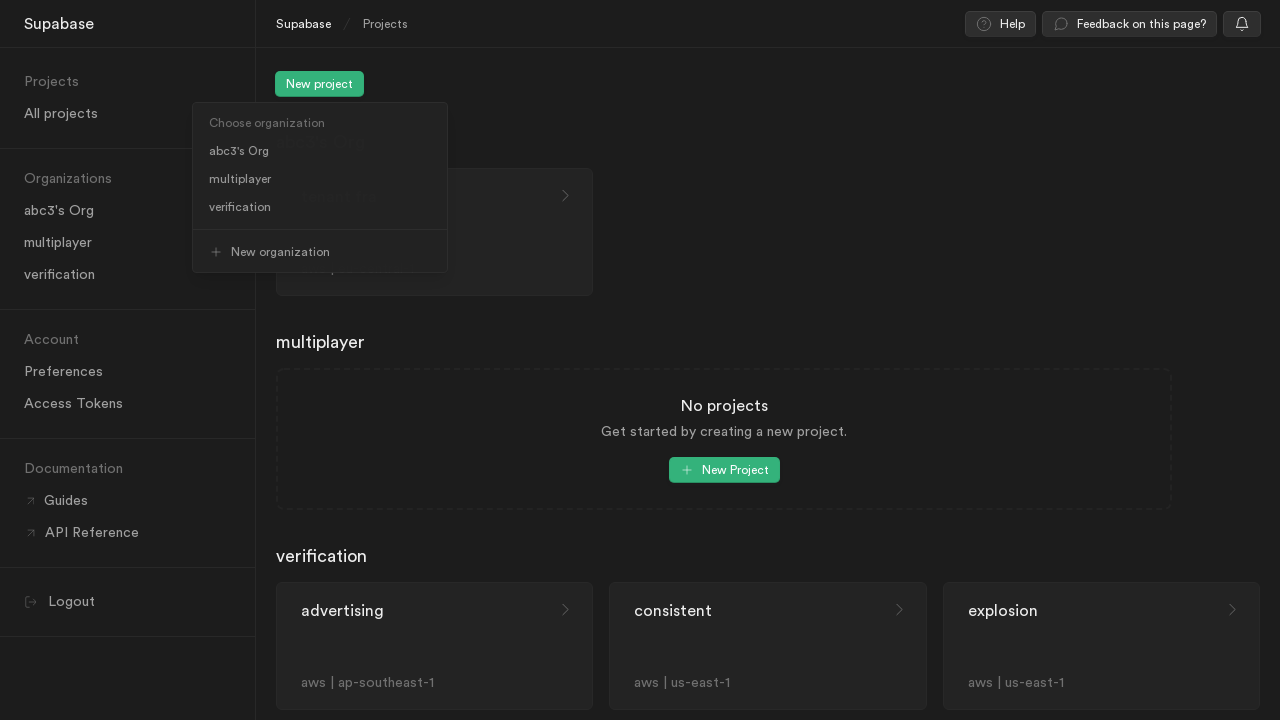 Supabase
Supabase / Projects
Help
Feedback on this page?
Projects
All projects
Organizations
abc3's Org
multiplayer
verification
Account
Preferences
Access Tokens
Documentation
Guides
API Reference
Logout
New project
Choose organization
abc3's Org
multiplayer
verification
New organization
multiplayer
No projects
Get started by creating a new project.
New Project
verification
advertising
aws | ap-southeast-1
consistent
aws | us-east-1
explosion
aws | us-east-1